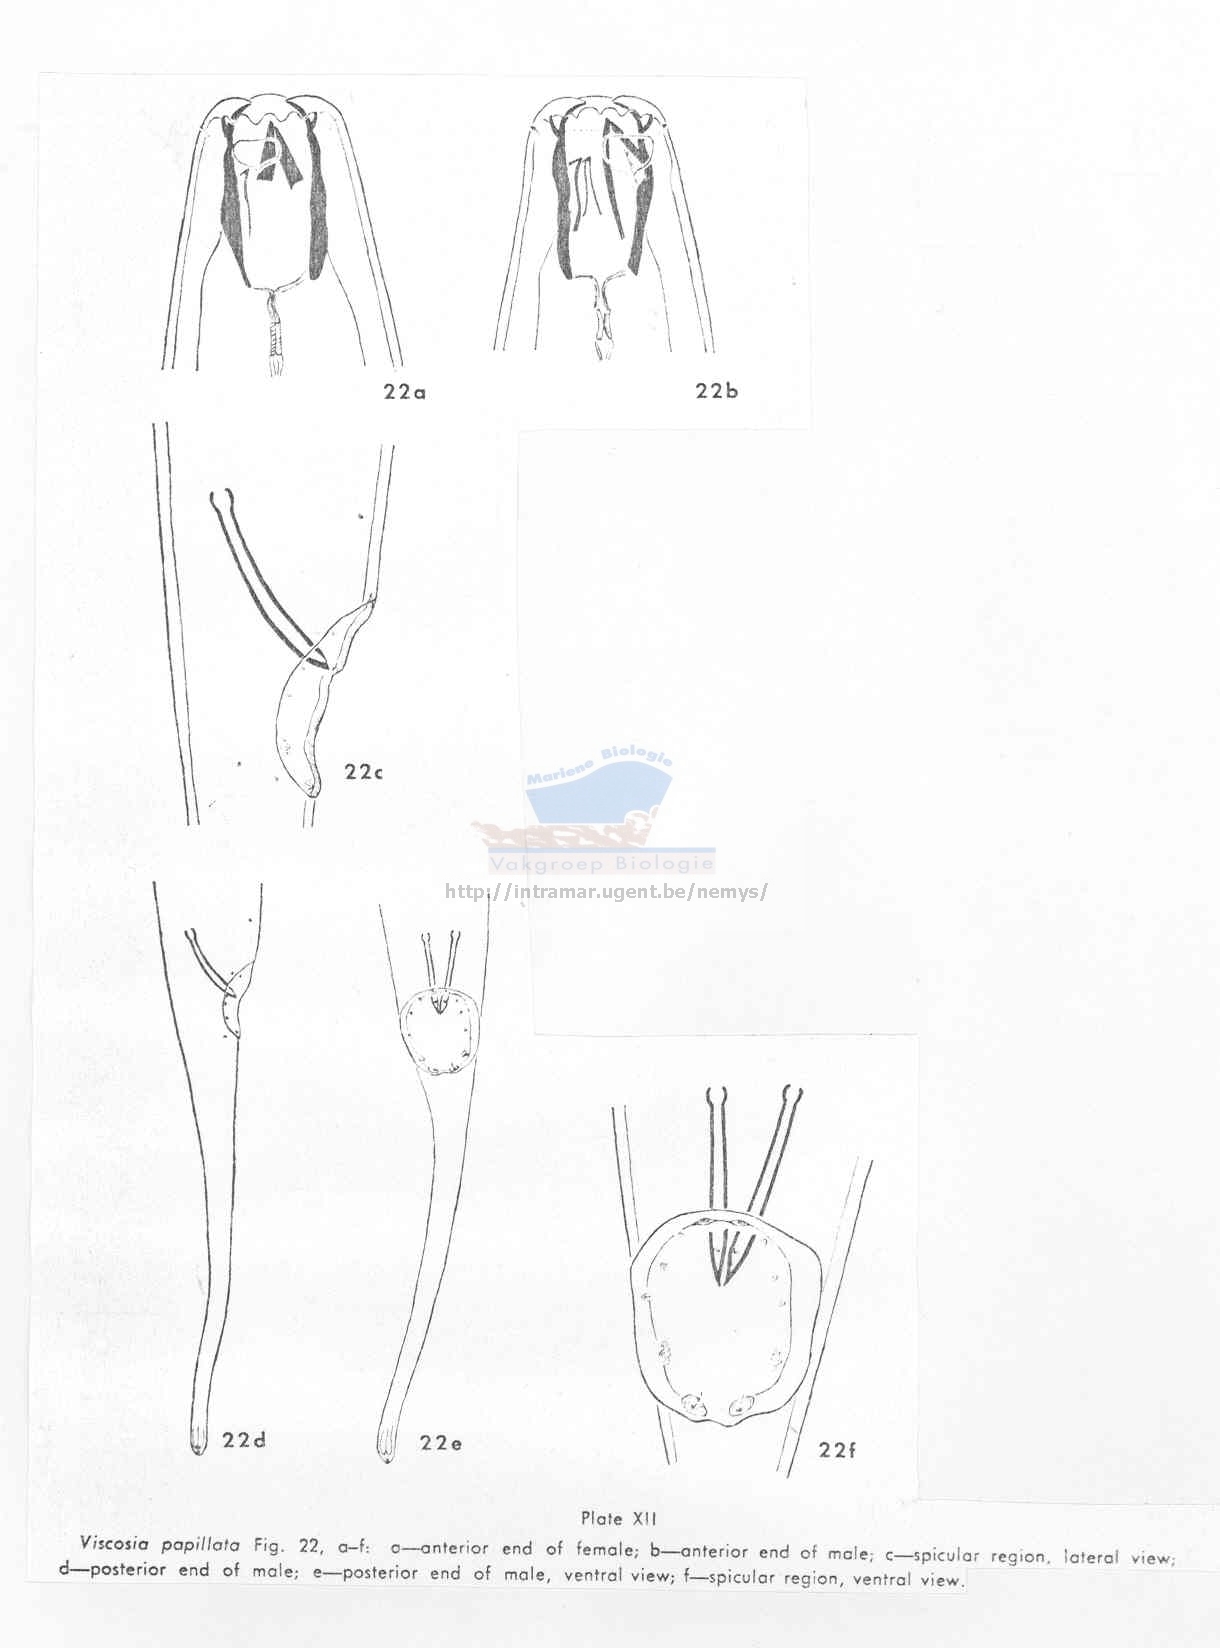 22a
22b
22c
Mariene Biologie
Vakgroep Biologie
http://intramar.ugent.be/nemys/
22d
22e
22f
Plate XII
Viscosia papillata Fig. 22, a–f: a—anterior end of female; b—anterior end of male; c—spicular region, lateral view;
d—posterior end of male; e—posterior end of male, ventral view; f—spicular region, ventral view.